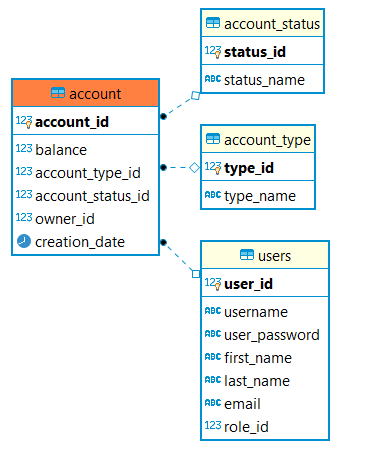 account
123 account_id
123 balance
123 account_type_id
123 account_status_id
123 owner_id
creation_date
account_status
123 status_id
ABC status_name
account_type
123 type_id
ABC type_name
users
123 user_id
ABC username
ABC user_password
ABC first_name
ABC last_name
ABC email
123 role_id